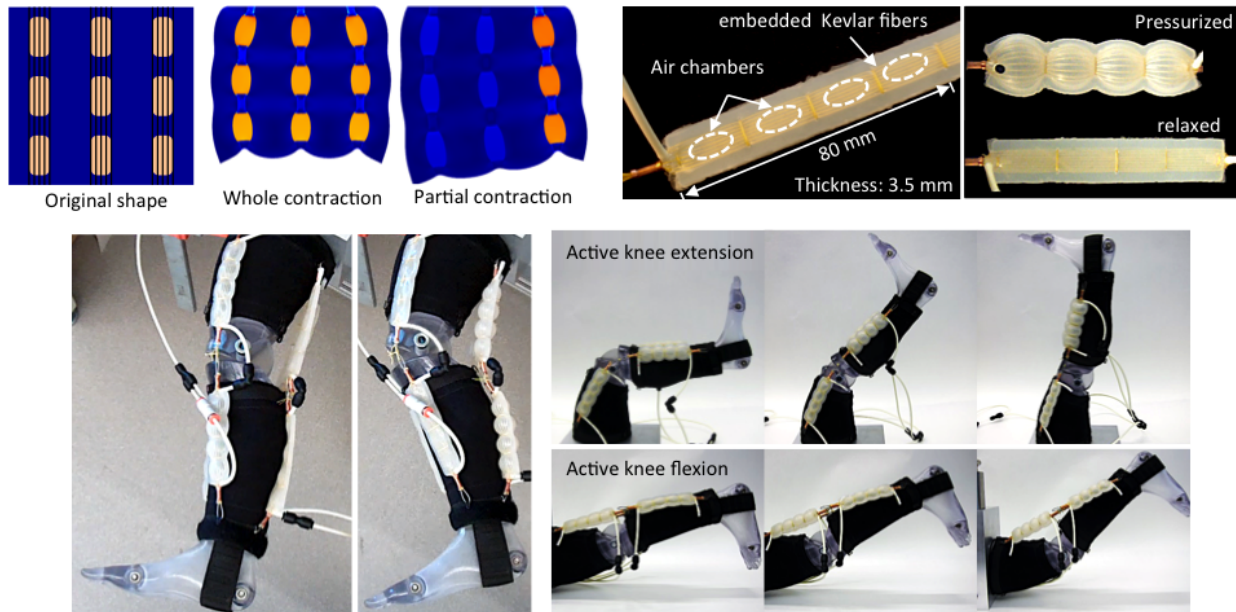 Original shape
Whole contraction
Partial contraction
embedded Kevlar fibers
Air chambers
80 mm
Thickness: 3.5 mm
Pressurized
relaxed
Active knee extension
Active knee flexion